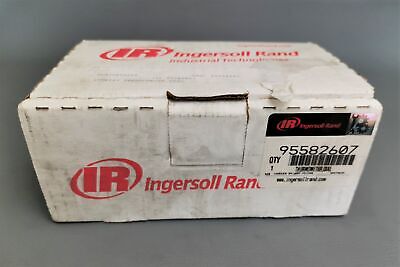 IR Ingersoll Rand
Industrial Technologies
IR Ingersoll Rand
IR Ingersoll Rand
95582607
QTY
1
www.ingersollrand.com